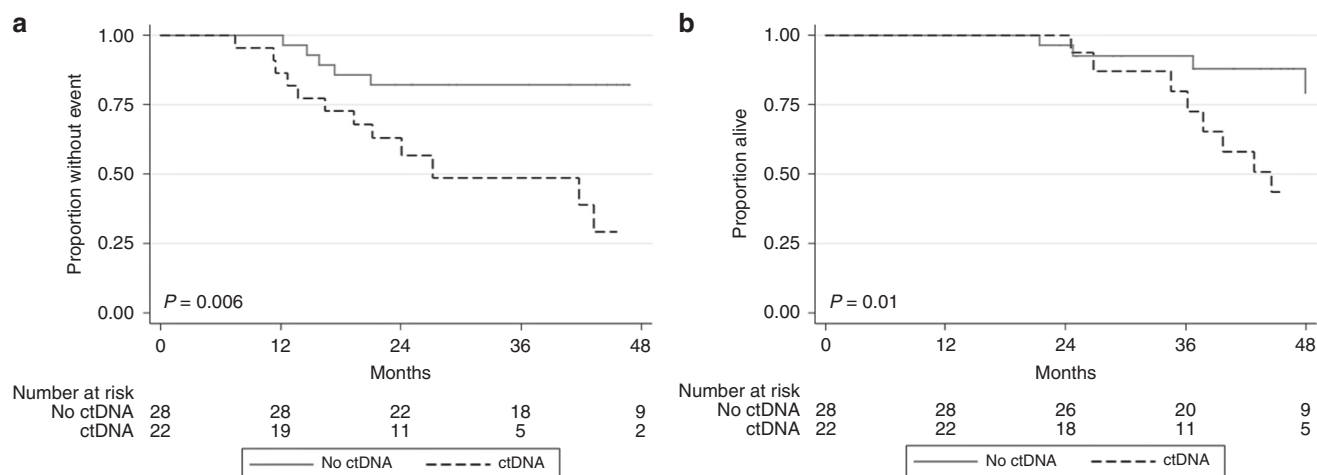 a
1.00
0.75
0.50
0.25
0.00
Proportion without event
P = 0.006
0 12 24 36 48
Months
Number at risk
No ctDNA 28 28 22 18 9
ctDNA 22 19 11 5 2
No ctDNA ctDNA
b
1.00
0.75
0.50
0.25
0.00
Proportion alive
P = 0.01
0 12 24 36 48
Months
Number at risk
No ctDNA 28 28 26 20 9
ctDNA 22 22 18 11 5
No ctDNA ctDNA